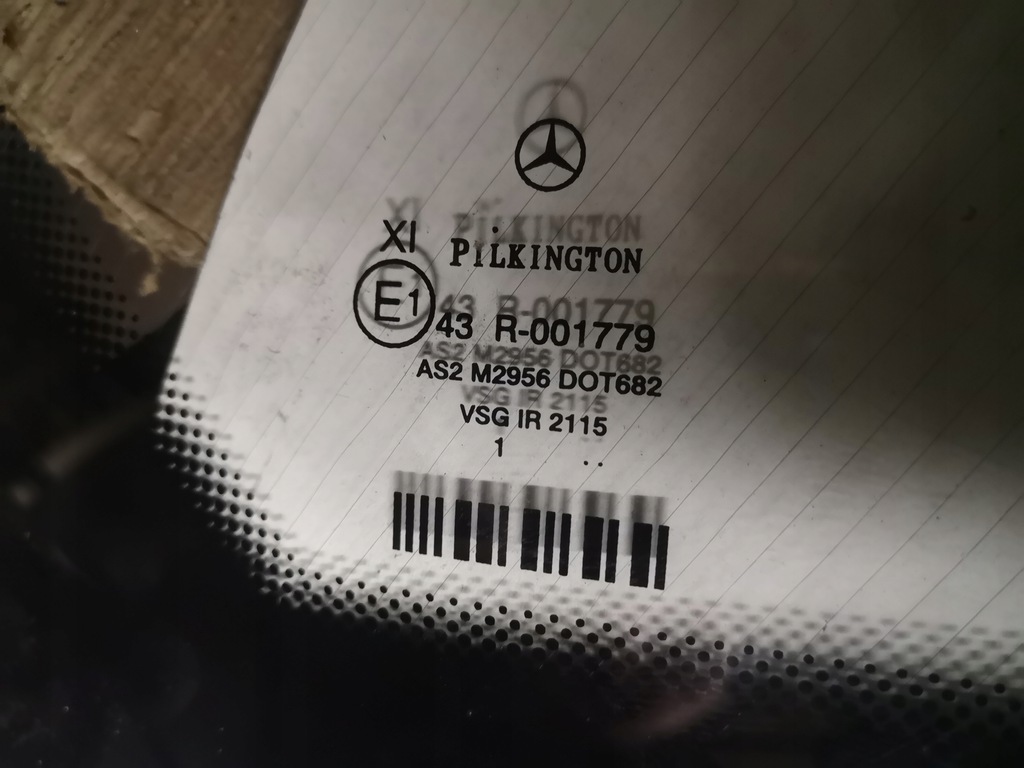 XI PILKINGTON
E1 43 R-001779
AS2 M2956 DOT682
VSG IR 2115
1 ..